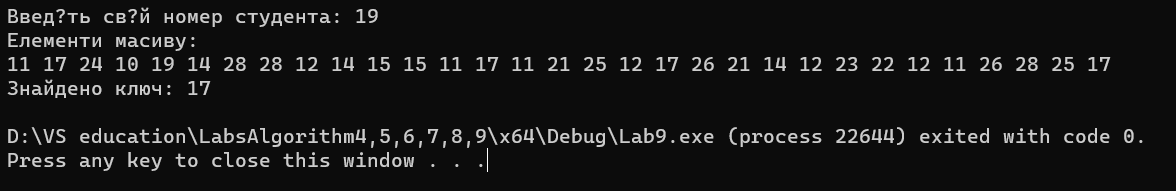 Введ?ть св?й номер студента: 19
Елементи масиву:
11 17 24 10 19 14 28 28 12 14 15 15 11 17 11 21 25 12 17 26 21 14 12 23 22 12 11 26 28 25 17
Знайдено ключ: 17
D:\VS education\LabsAlgorithm4,5,6,7,8,9\x64\Debug\Lab9.exe (process 22644) exited with code 0.
Press any key to close this window . . .